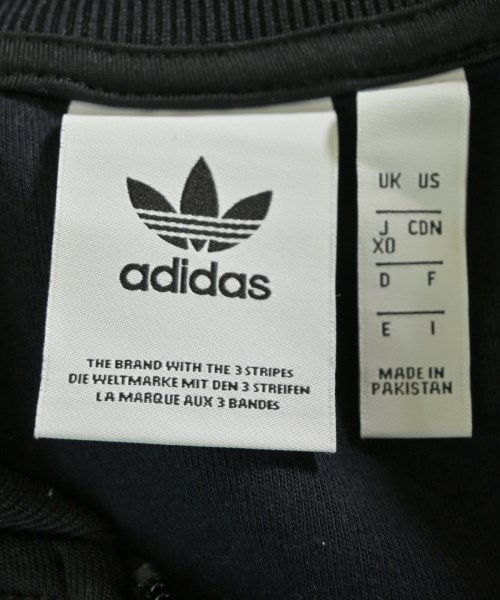 adidas
THE BRAND WITH THE 3 STRIPES
DIE WELTMARKE MIT DEN 3 STREIFEN
LA MARQUE AUX 3 BANDES
UK US
J CDN
XO
D F
E I
MADE IN
PAKISTAN